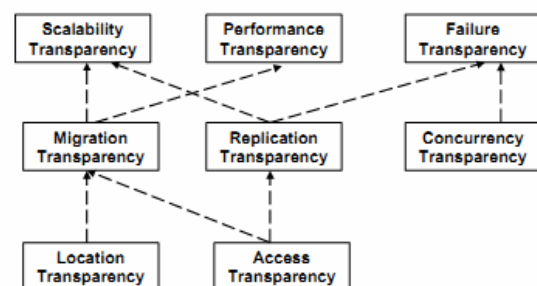 Scalability
Transparency
Performance
Transparency
Failure
Transparency
Migration
Transparency
Replication
Transparency
Concurrency
Transparency
Location
Transparency
Access
Transparency